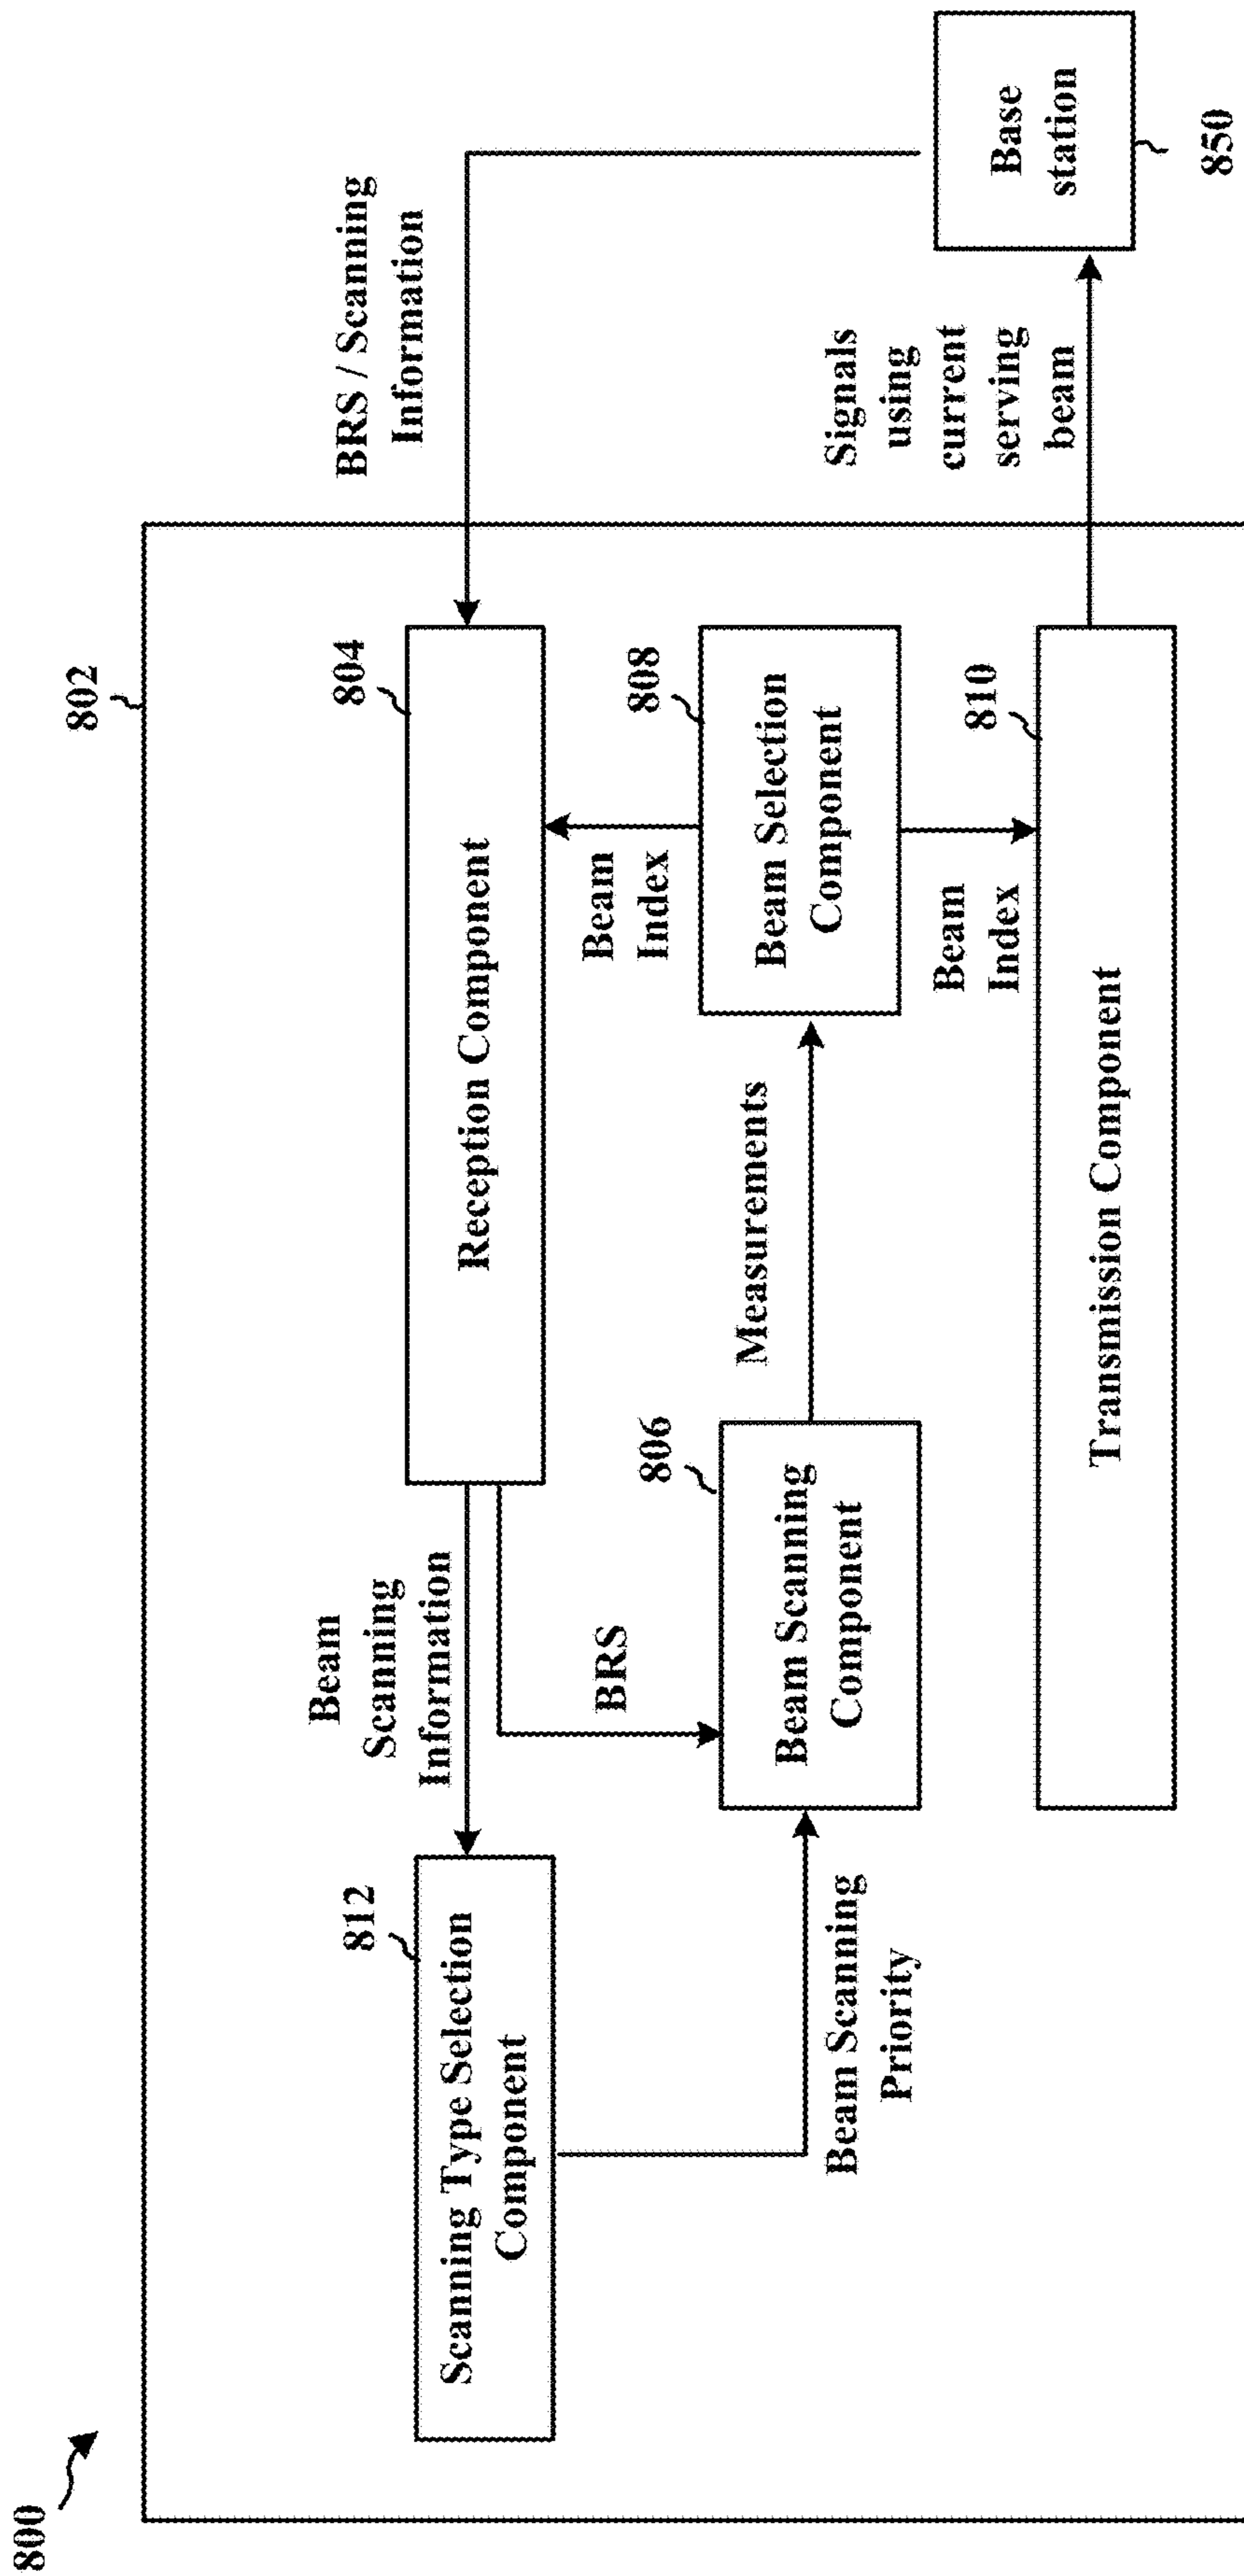 800
802
812
Scanning Type Selection
Component
Beam
Scanning
Information
804
Reception Component
BRS / Scanning
Information
BRS
Beam Scanning
Priority
806
Beam Scanning
Component
Measurements
808
Beam Selection
Component
Beam
Index
Beam
Index
810
Transmission Component
Signals
using
current
serving
beam
Base
station
850